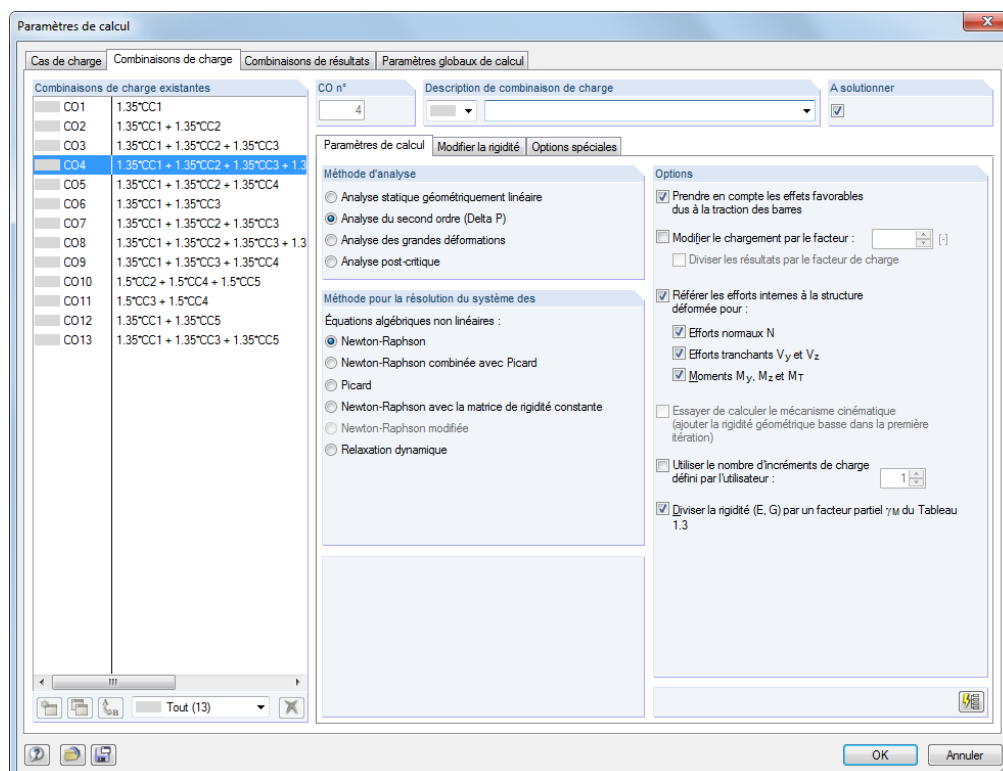 Paramètres de calcul
Cas de charge
Combinaisons de charge
Combinaisons de résultats
Paramètres globaux de calcul
Combinaisons de charge existantes
CO1 1.35*CC1
CO2 1.35*CC1 + 1.35*CC2
CO3 1.35*CC1 + 1.35*CC2 + 1.35*CC3
CO4 1.35*CC1 + 1.35*CC2 + 1.35*CC3 + 1.3
CO5 1.35*CC1 + 1.35*CC2 + 1.35*CC4
CO6 1.35*CC1 + 1.35*CC3
CO7 1.35*CC1 + 1.35*CC2 + 1.35*CC3
CO8 1.35*CC1 + 1.35*CC2 + 1.35*CC3 + 1.3
CO9 1.35*CC1 + 1.35*CC3 + 1.35*CC4
CO10 1.5*CC2 + 1.5*CC4 + 1.5*CC5
CO11 1.5*CC3 + 1.5*CC4
CO12 1.35*CC1 + 1.35*CC5
CO13 1.35*CC1 + 1.35*CC3 + 1.35*CC5
Tout (13)
CO n°
4
Description de combinaison de charge
A solutionner
Paramètres de calcul
Modifier la rigidité
Options spéciales
Méthode d'analyse
Analyse statique géométriquement linéaire
Analyse du second ordre (Delta P)
Analyse des grandes déformations
Analyse post-critique
Méthode pour la résolution du système des
Équations algébriques non linéaires :
Newton-Raphson
Newton-Raphson combinée avec Picard
Picard
Newton-Raphson avec la matrice de rigidité constante
Newton-Raphson modifiée
Relaxation dynamique
Options
Prendre en compte les effets favorables
dus à la traction des barres
Modifier le chargement par le facteur : [-]
Diviser les résultats par le facteur de charge
Référer les efforts internes à la structure
déformée pour :
Efforts normaux N
Efforts tranchants Vy et Vz
Moments My, Mz et MT
Essayer de calculer le mécanisme cinématique
(ajouter la rigidité géométrique basse dans la première
itération)
Utiliser le nombre d'incréments de charge
défini par l'utilisateur : 1
Diviser la rigidité (E, G) par un facteur partiel γM du Tableau
1.3
OK
Annuler